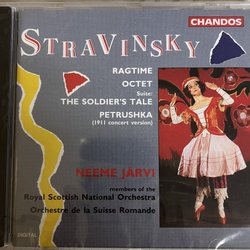 CHANDOS
STRAVINSKY
RAGTIME
OCTET
Suite:
THE SOLDIER'S TALE
PETRUSHKA
(1911 concert version)
NEEME JÄRVI
members of the
Royal Scottish National Orchestra
Orchestre de la Suisse Romande
DIGITAL